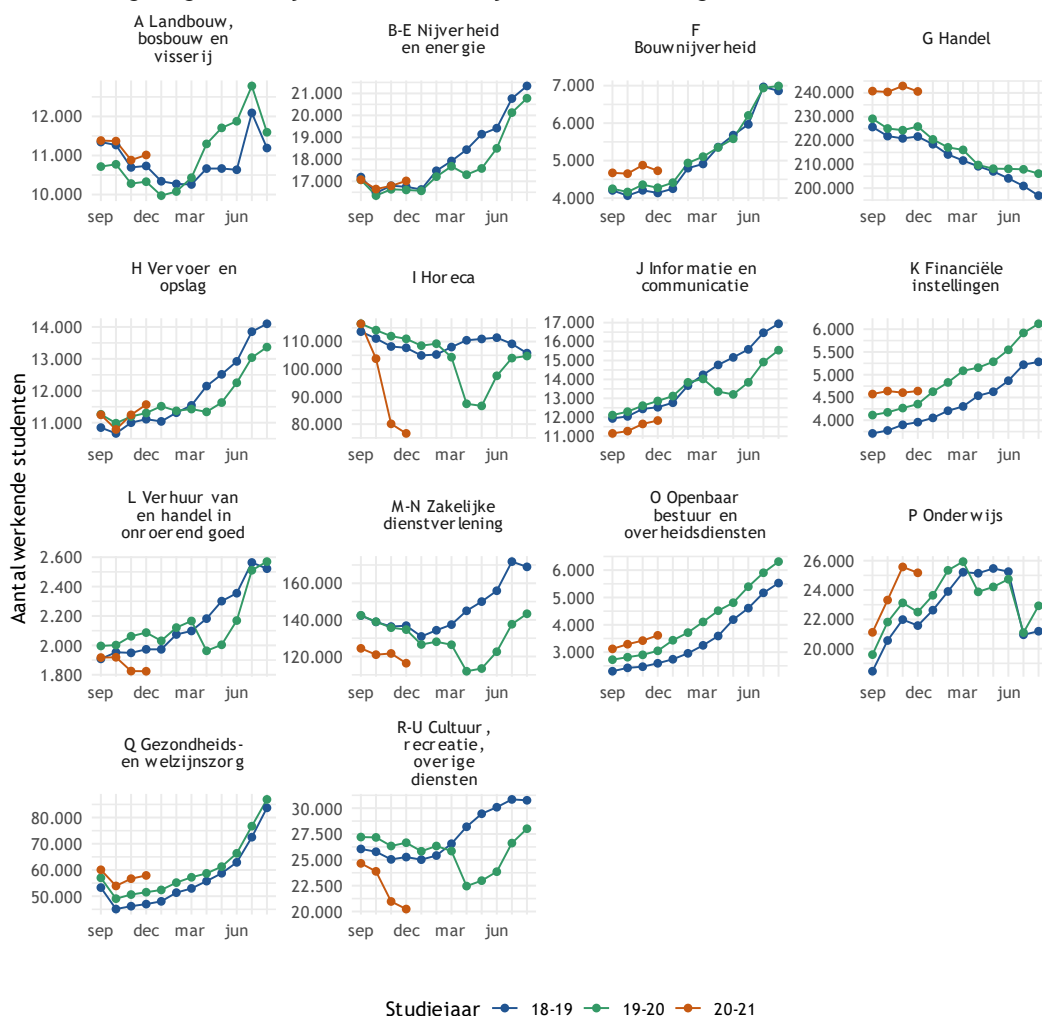 A Landbouw,
bosbouw en
visserij
B-E Nijverheid
en energie
F
Bouwnijverheid
G Handel
12.000
11.000
10.000
sep dec mar jun
21.000
20.000
19.000
18.000
17.000
sep dec mar jun
7.000
6.000
5.000
4.000
sep dec mar jun
240.000
230.000
220.000
210.000
200.000
sep dec mar jun
H Vervoer en
opslag
I Horeca
J Informatie en
communicatie
K Financiële
instellingen
14.000
13.000
12.000
11.000
sep dec mar jun
110.000
100.000
90.000
80.000
sep dec mar jun
17.000
16.000
15.000
14.000
13.000
12.000
11.000
sep dec mar jun
6.000
5.500
5.000
4.500
4.000
sep dec mar jun
Aantal werkende studenten
L Verhuur van
en handel in
onroerend goed
M-N Zakelijke
dienstverlening
O Openbaar
bestuur en
overheidsdiensten
P Onderwijs
2.600
2.400
2.200
2.000
1.800
sep dec mar jun
160.000
140.000
120.000
sep dec mar jun
6.000
5.000
4.000
3.000
sep dec mar jun
26.000
24.000
22.000
20.000
sep dec mar jun
Q Gezondheids-
en welzijnszorg
R-U Cultuur,
recreatie,
overige
diensten
80.000
70.000
60.000
50.000
sep dec mar jun
30.000
27.500
25.000
22.500
20.000
sep dec mar jun
Studiejaar 18-19 19-20 20-21